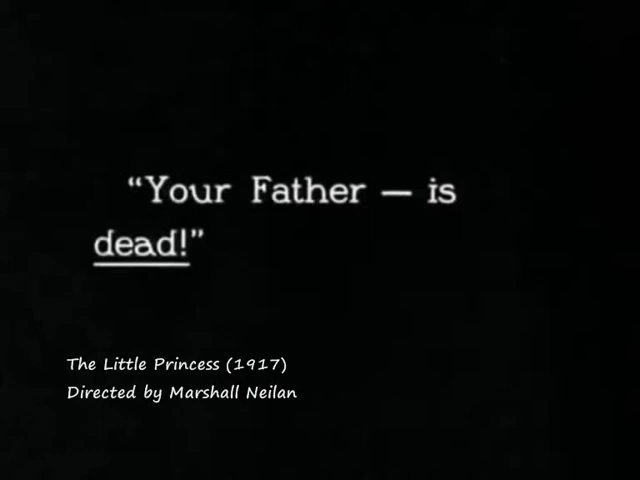 “Your Father — is
dead!”
The Little Princess (1917)
Directed by Marshall Neilan